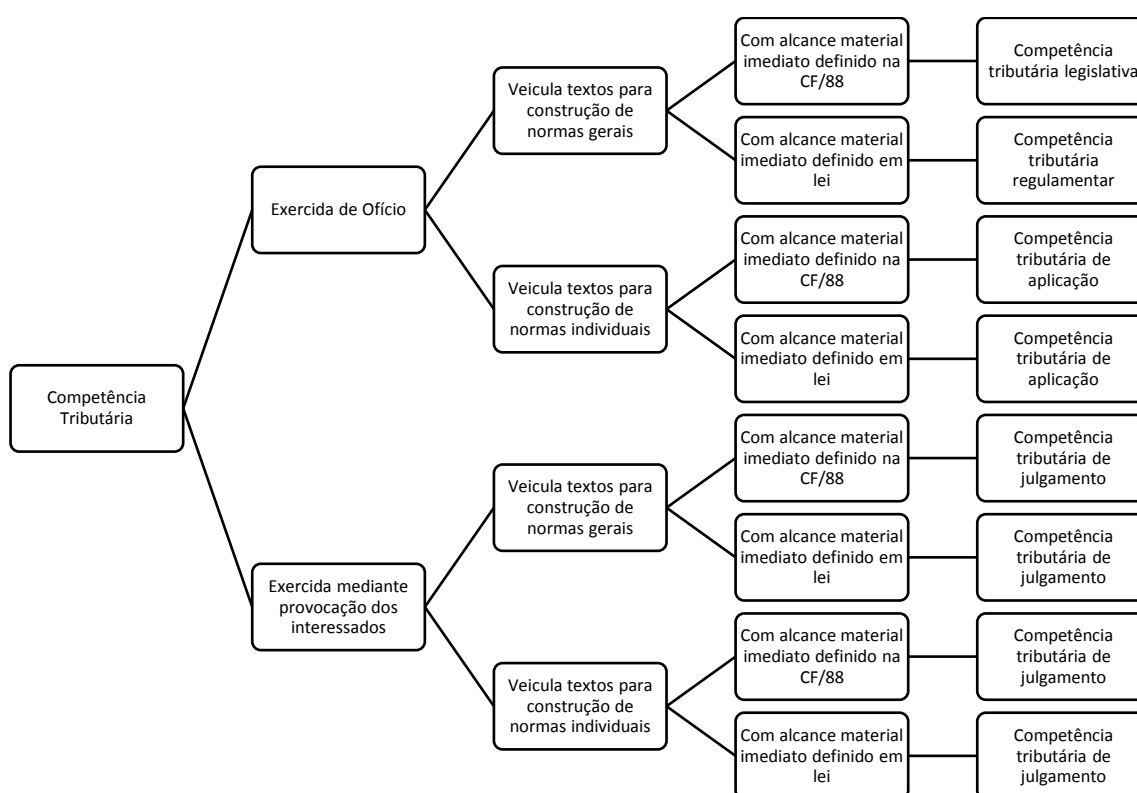 Competência
Tributária
Exercida de Ofício
Veicula textos para
construção de
normas gerais
Com alcance material
imediato definido na
CF/88
Competência
tributária legislativa
Com alcance material
imediato definido em
lei
Competência
tributária
regulamentar
Veicula textos para
construção de
normas individuais
Com alcance material
imediato definido na
CF/88
Competência
tributária de
aplicação
Com alcance material
imediato definido em
lei
Competência
tributária de
aplicação
Exercida mediante
provocação dos
interessados
Veicula textos para
construção de
normas gerais
Com alcance material
imediato definido na
CF/88
Competência
tributária de
julgamento
Com alcance material
imediato definido em
lei
Competência
tributária de
julgamento
Veicula textos para
construção de
normas individuais
Com alcance material
imediato definido na
CF/88
Competência
tributária de
julgamento
Com alcance material
imediato definido em
lei
Competência
tributária de
julgamento